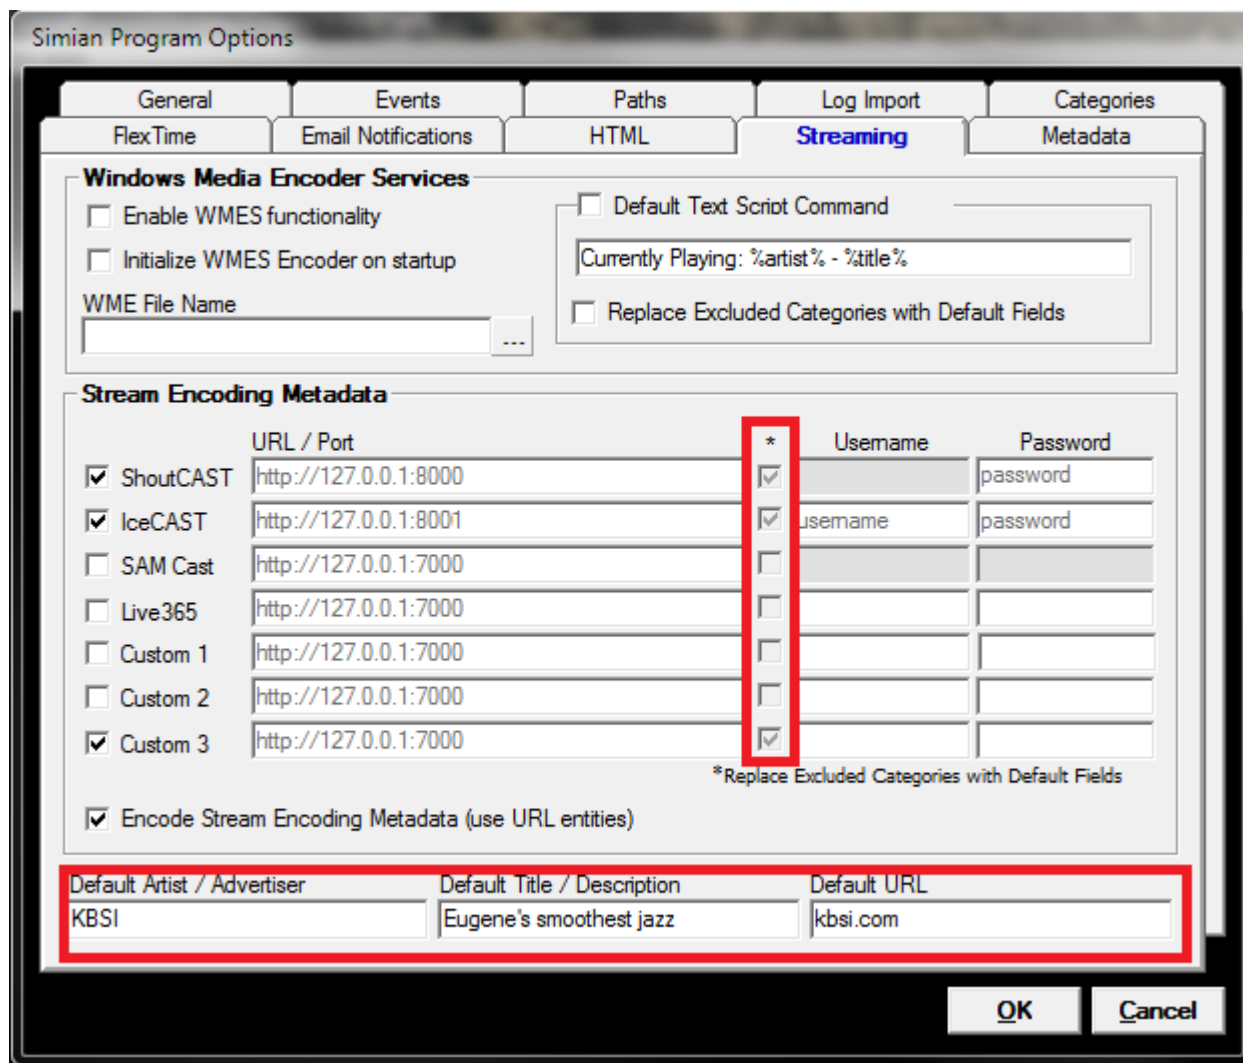 Simian Program Options
General Events Paths Log Import Categories
FlexTime Email Notifications HTML Streaming Metadata
Windows Media Encoder Services
Enable WMES functionality
Default Text Script Command
Initialize WMES Encoder on startup
Currently Playing: %artist% - %title%
WME File Name
Replace Excluded Categories with Default Fields
...
Stream Encoding Metadata
URL / Port * Username Password
ShoutCAST http://127.0.0.1:8000 password
IceCAST http://127.0.0.1:8001 username password
SAM Cast http://127.0.0.1:7000
Live365 http://127.0.0.1:7000
Custom 1 http://127.0.0.1:7000
Custom 2 http://127.0.0.1:7000
Custom 3 http://127.0.0.1:7000
*Replace Excluded Categories with Default Fields
Encode Stream Encoding Metadata (use URL entities)
Default Artist / Advertiser Default Title / Description Default URL
KBSI Eugene's smoothest jazz kbsi.com
OK Cancel